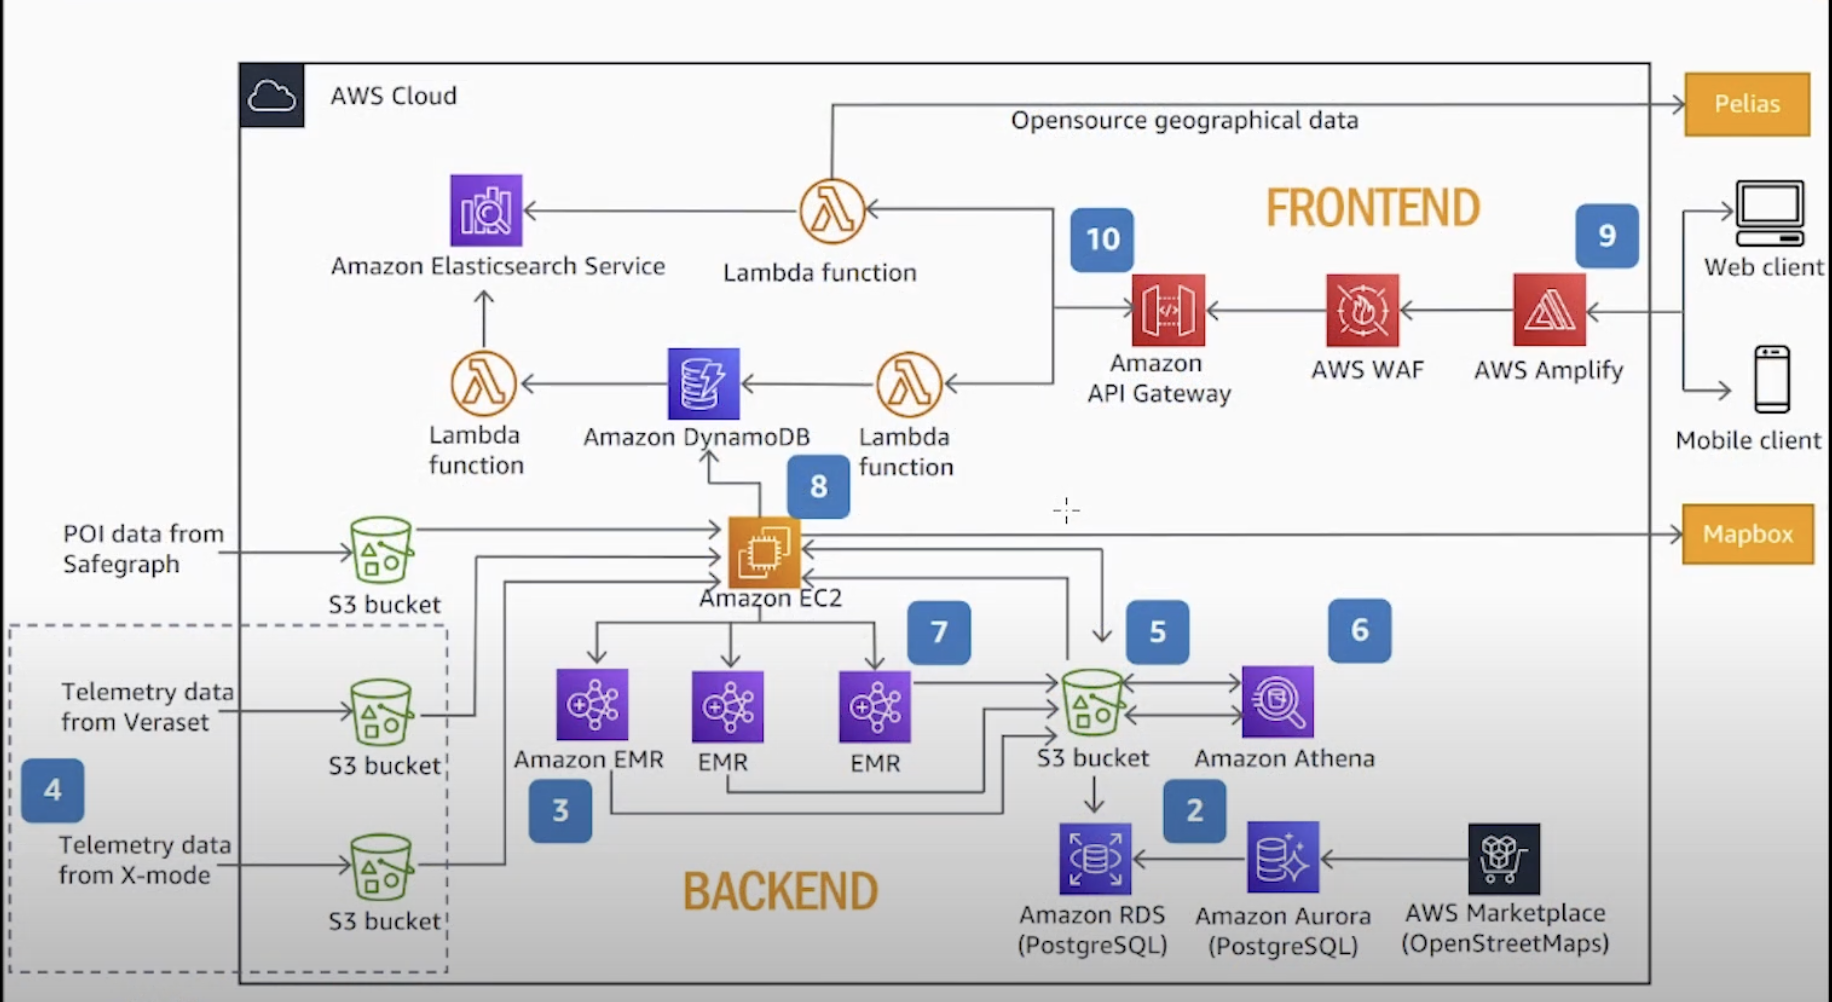 AWS Cloud
Pelias
Opensource geographical data
FRONTEND
10
9
Amazon Elasticsearch Service
Lambda function
Web client
Amazon
API Gateway
AWS WAF
AWS Amplify
Lambda
function
Amazon DynamoDB
Lambda
function
Mobile client
8
POI data from
Safegraph
S3 bucket
Amazon EC2
Mapbox
7
5
6
Telemetry data
from Veraset
S3 bucket
Amazon EMR
EMR
EMR
S3 bucket
Amazon Athena
4
3
2
Telemetry data
from X-mode
S3 bucket
BACKEND
Amazon RDS
(PostgreSQL)
Amazon Aurora
(PostgreSQL)
AWS Marketplace
(OpenStreetMaps)